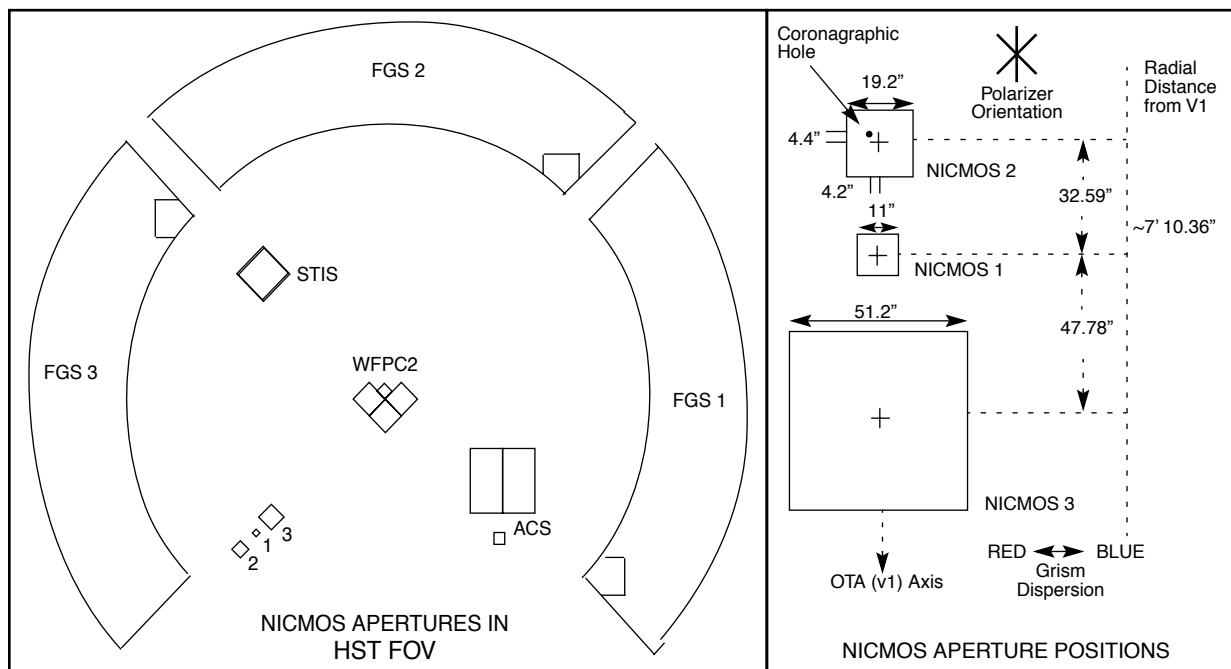 FGS 2
FGS 3
FGS 1
STIS
WFPC2
ACS
3
1
2
NICMOS APERTURES IN
HST FOV
Coronagraphic
Hole
19.2”
4.4”
4.2”
NICMOS 2
Polarizer
Orientation
Radial
Distance
from V1
32.59”
~7’ 10.36”
11”
NICMOS 1
47.78”
51.2”
NICMOS 3
OTA (v1) Axis
RED
BLUE
Grism
Dispersion
NICMOS APERTURE POSITIONS